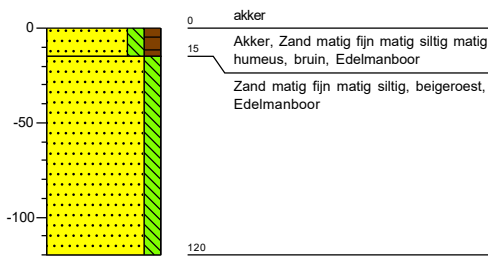 0
-50
-100
0
akker
Akker, Zand matig fijn matig siltig matig
humeus, bruin, Edelmanboor
15
Zand matig fijn matig siltig, beigeroest,
Edelmanboor
120